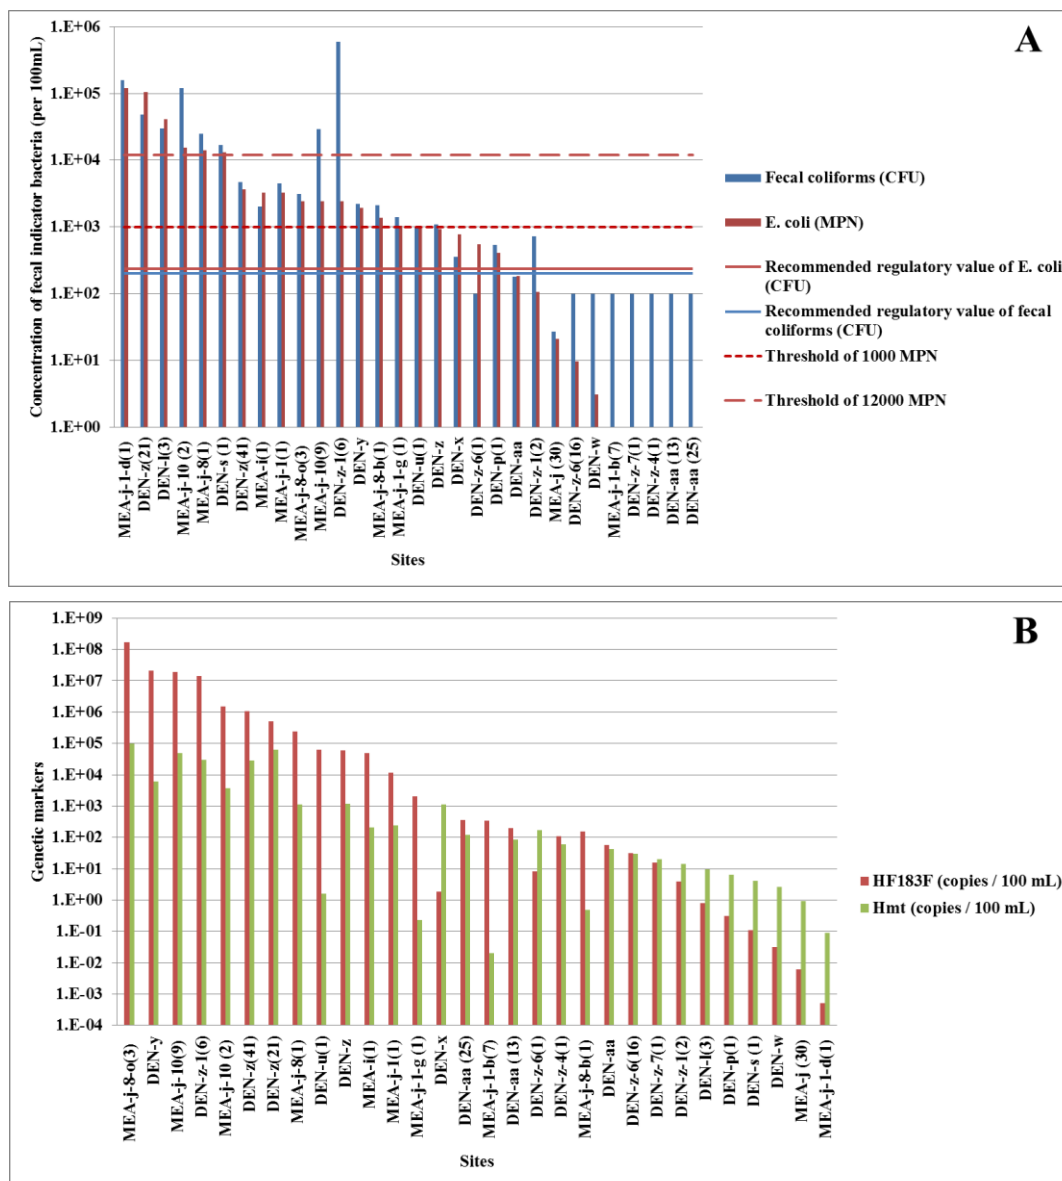 A
Concentration of fecal indicator bacteria (per 100mL)
1.E+06
1.E+05
1.E+04
1.E+03
1.E+02
1.E+01
1.E+00
MEA-j-1-d(1)
DEN-z(21)
DEN-l(3)
MEA-j-10 (2)
MEA-j-8(1)
DEN-s (1)
DEN-z(41)
MEA-i(1)
MEA-j-1(1)
MEA-j-8-o(3)
MEA-j-10(9)
DEN-z-1(6)
DEN-y
MEA-j-8-b(1)
MEA-j-1-g (1)
DEN-u(1)
DEN-z
DEN-x
DEN-z-6(1)
DEN-p(1)
DEN-aa
DEN-z-1(2)
MEA-j (30)
DEN-z-6(16)
DEN-w
MEA-j-1-b(7)
DEN-z-7(1)
DEN-z-4(1)
DEN-aa (13)
DEN-aa (25)
Sites
Fecal coliforms (CFU)
E. coli (MPN)
Recommended regulatory value of E. coli
(CFU)
Recommended regulatory value of fecal
coliforms (CFU)
Threshold of 1000 MPN
Threshold of 12000 MPN
B
Genetic markers
1.E+09
1.E+08
1.E+07
1.E+06
1.E+05
1.E+04
1.E+03
1.E+02
1.E+01
1.E+00
1.E-01
1.E-02
1.E-03
1.E-04
MEA-j-8-o(3)
DEN-y
MEA-j-10(9)
DEN-z-1(6)
MEA-j-10 (2)
DEN-z(41)
DEN-z(21)
MEA-j-8(1)
DEN-u(1)
DEN-z
MEA-i(1)
MEA-j-1(1)
MEA-j-1-g (1)
DEN-x
DEN-aa (25)
MEA-j-1-b(7)
DEN-aa (13)
DEN-z-6(1)
DEN-z-4(1)
MEA-j-8-b(1)
DEN-aa
DEN-z-6(16)
DEN-z-7(1)
DEN-z-1(2)
DEN-l(3)
DEN-p(1)
DEN-s (1)
DEN-w
MEA-j (30)
MEA-j-1-d(1)
Sites
HF183F (copies / 100 mL)
Hmt (copies / 100 mL)